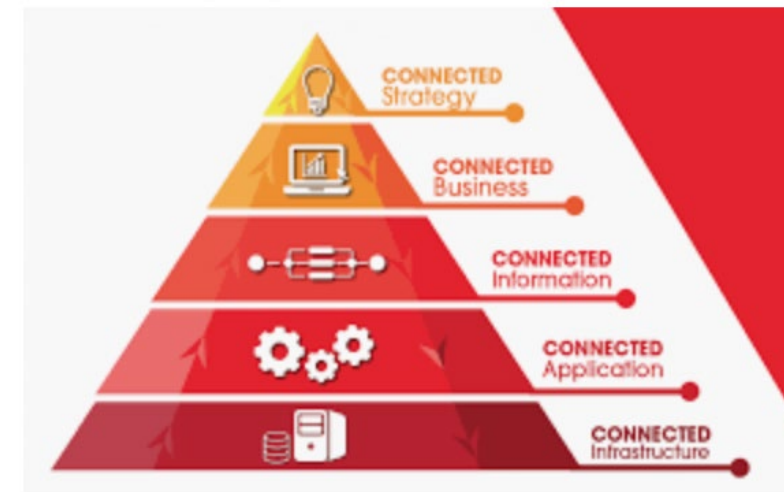 CONNECTED
Strategy
CONNECTED
Business
CONNECTED
Information
CONNECTED
Application
CONNECTED
Infrastructure